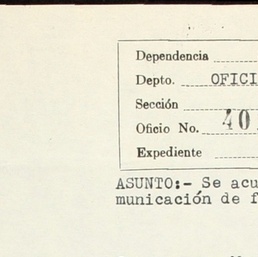 Dependencia
Depto. OFICI
Sección
Oficio No. 40
Expediente
ASUNTO:- Se acu
municación de f